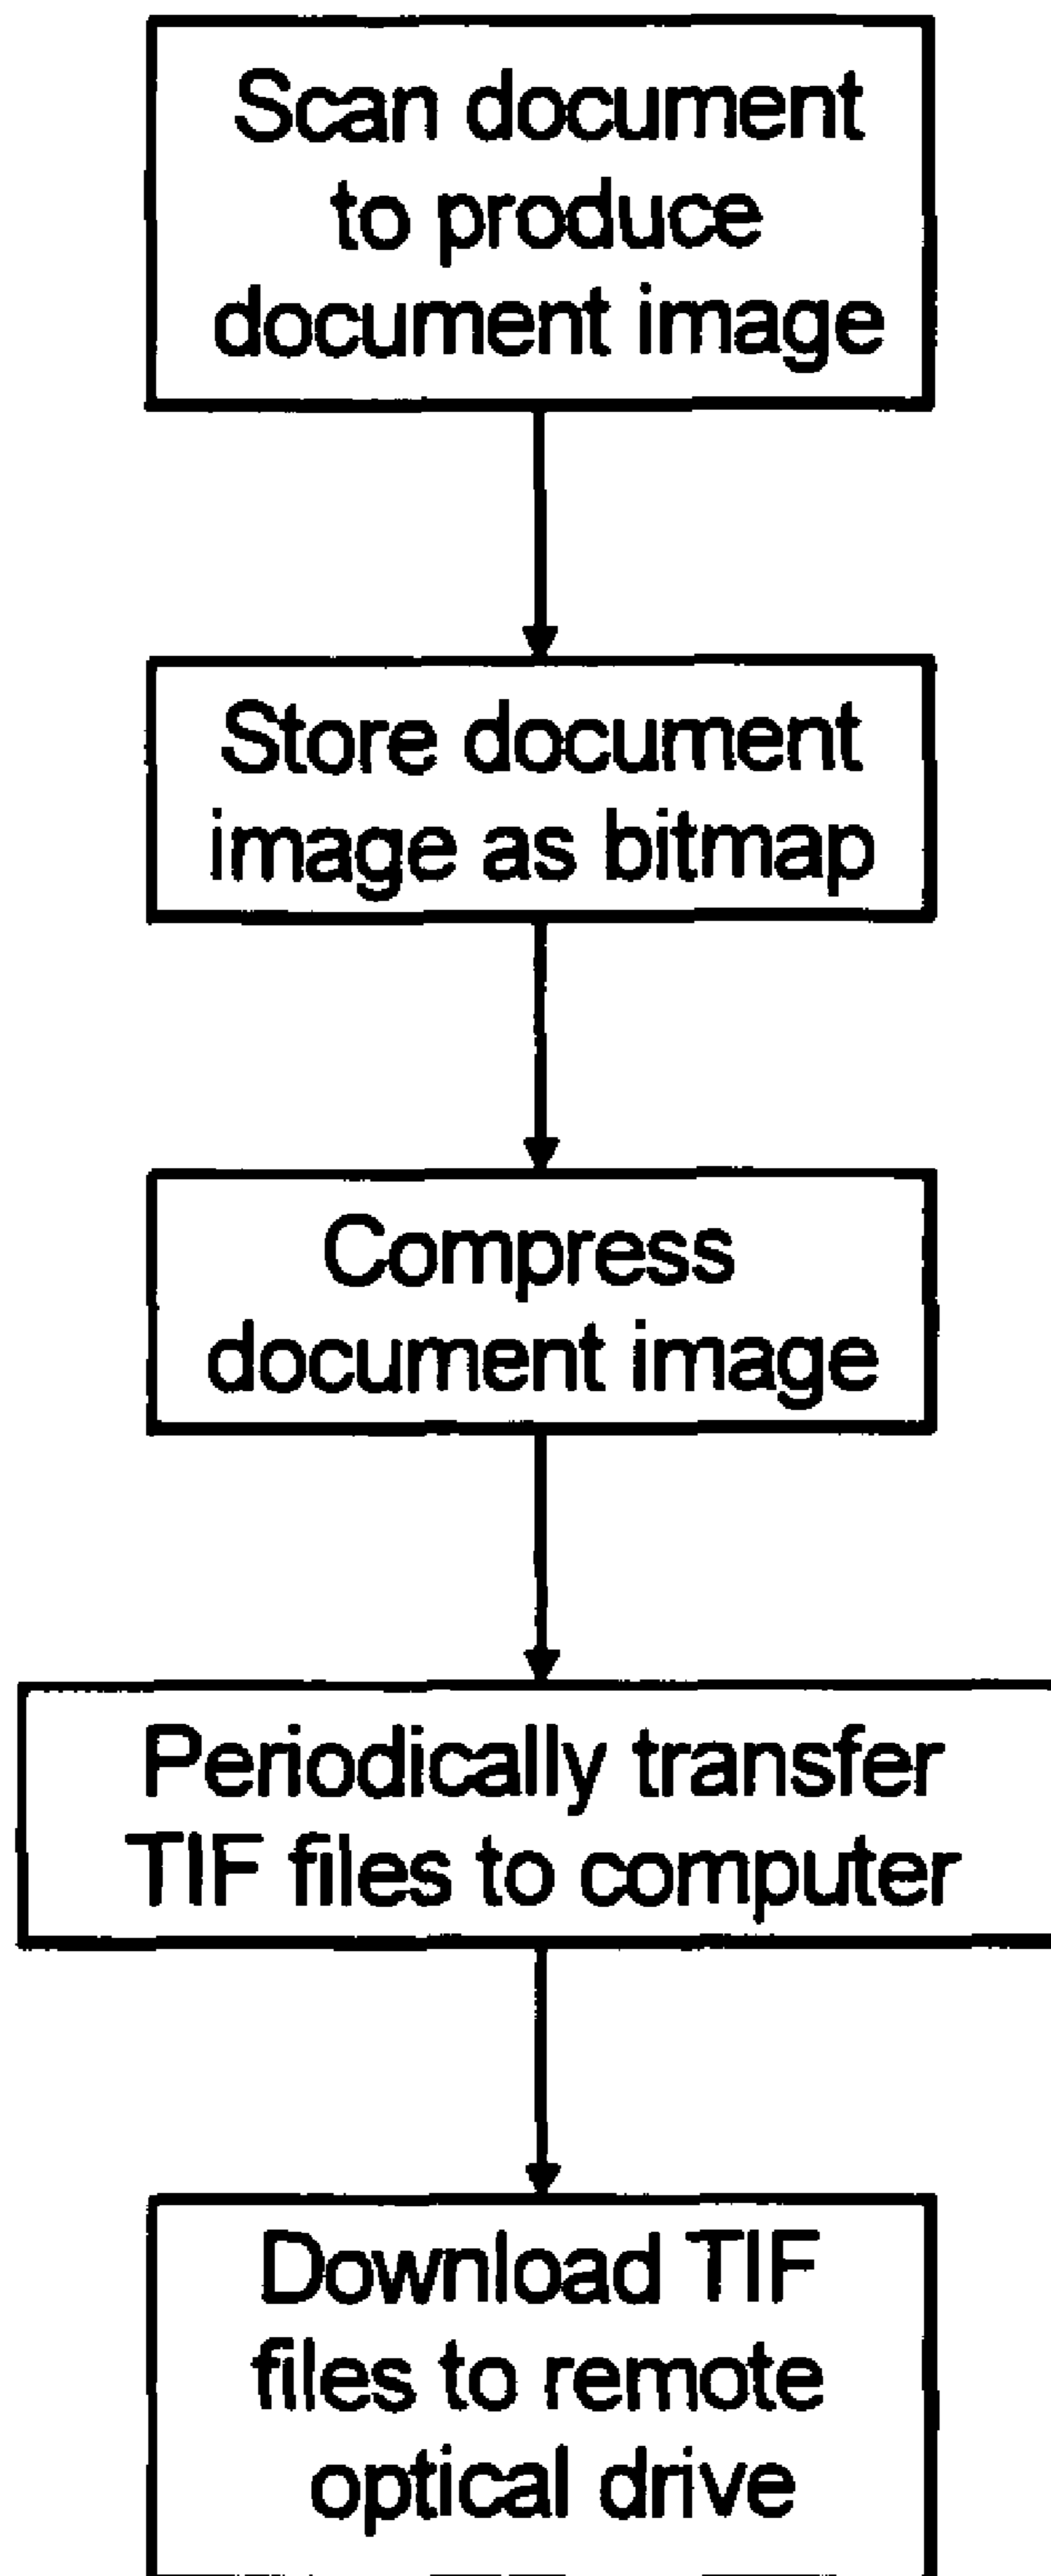 Scan document
to produce
document image
Store document
image as bitmap
Compress
document image
Periodically transfer
TIF files to computer
Download TIF
files to remote
optical drive